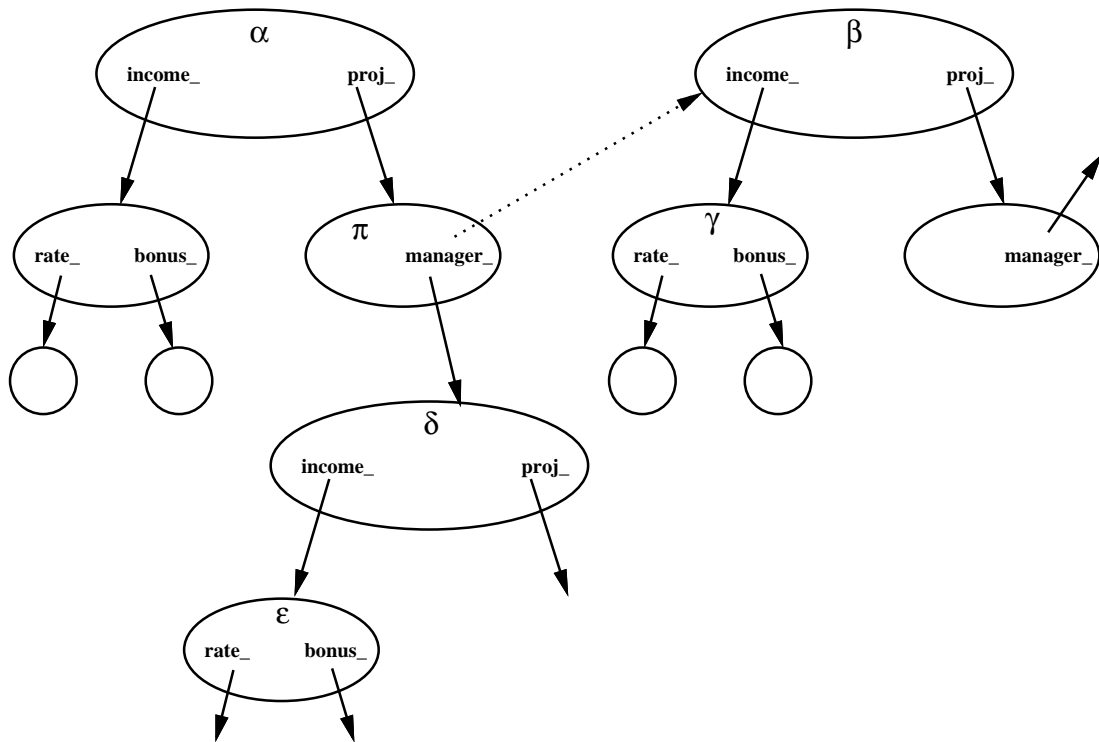 α β
income_ proj_ income_ proj_
π γ
rate_ bonus_ manager_ rate_ bonus_ manager_
δ
income_ proj_
ε
rate_ bonus_